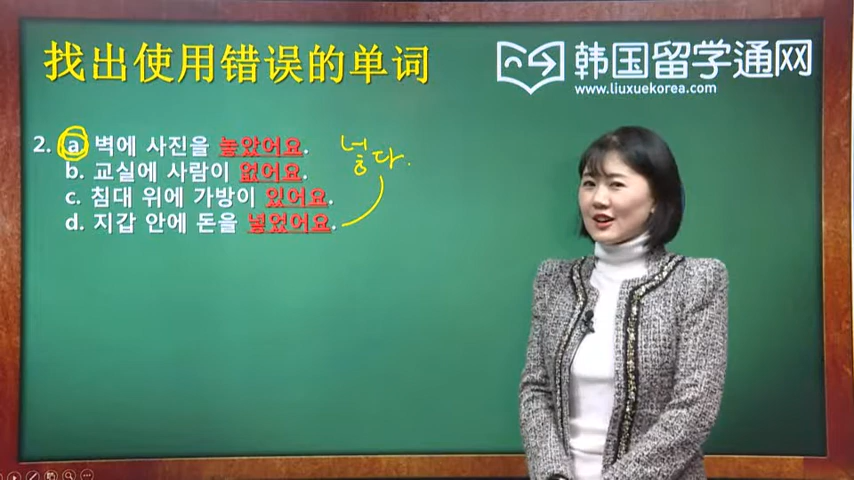 找出使用错误的单词
韩国留学通网
www.liuxuekorea.com
2. a. 벽에 사진을 놓았어요.
넣다.
b. 교실에 사람이 없어요.
c. 침대 위에 가방이 있어요.
d. 지갑 안에 돈을 넣었어요.